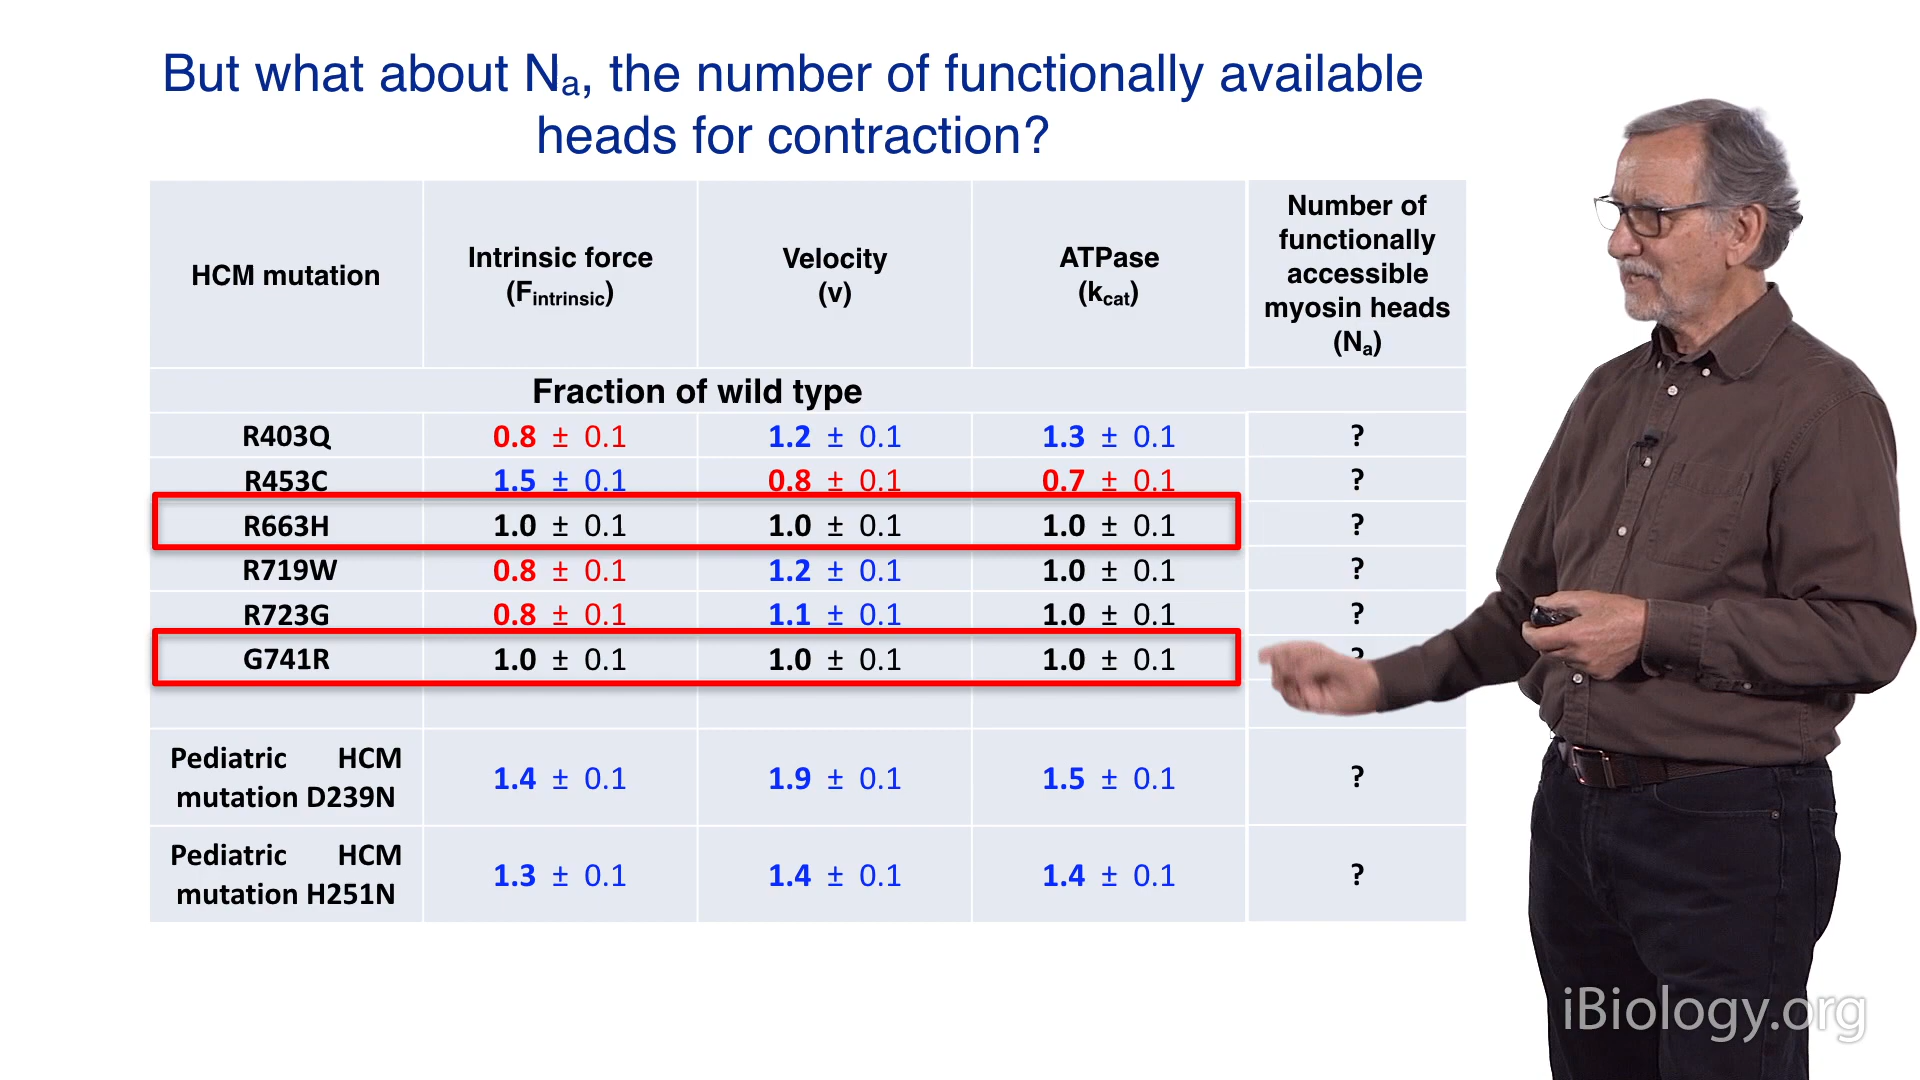 But what about Na, the number of functionally available
heads for contraction?
HCM mutation
Intrinsic force
(Fintrinsic)
Velocity
(v)
ATPase
(kcat)
Number of
functionally
accessible
myosin heads
(Na)
Fraction of wild type
R403Q 0.8 ± 0.1 1.2 ± 0.1 1.3 ± 0.1 ?
R453C 1.5 ± 0.1 0.8 ± 0.1 0.7 ± 0.1 ?
R663H 1.0 ± 0.1 1.0 ± 0.1 1.0 ± 0.1 ?
R719W 0.8 ± 0.1 1.2 ± 0.1 1.0 ± 0.1 ?
R723G 0.8 ± 0.1 1.1 ± 0.1 1.0 ± 0.1 ?
G741R 1.0 ± 0.1 1.0 ± 0.1 1.0 ± 0.1 ?
Pediatric HCM
mutation D239N
1.4 ± 0.1 1.9 ± 0.1 1.5 ± 0.1 ?
Pediatric HCM
mutation H251N
1.3 ± 0.1 1.4 ± 0.1 1.4 ± 0.1 ?
iBiology.org